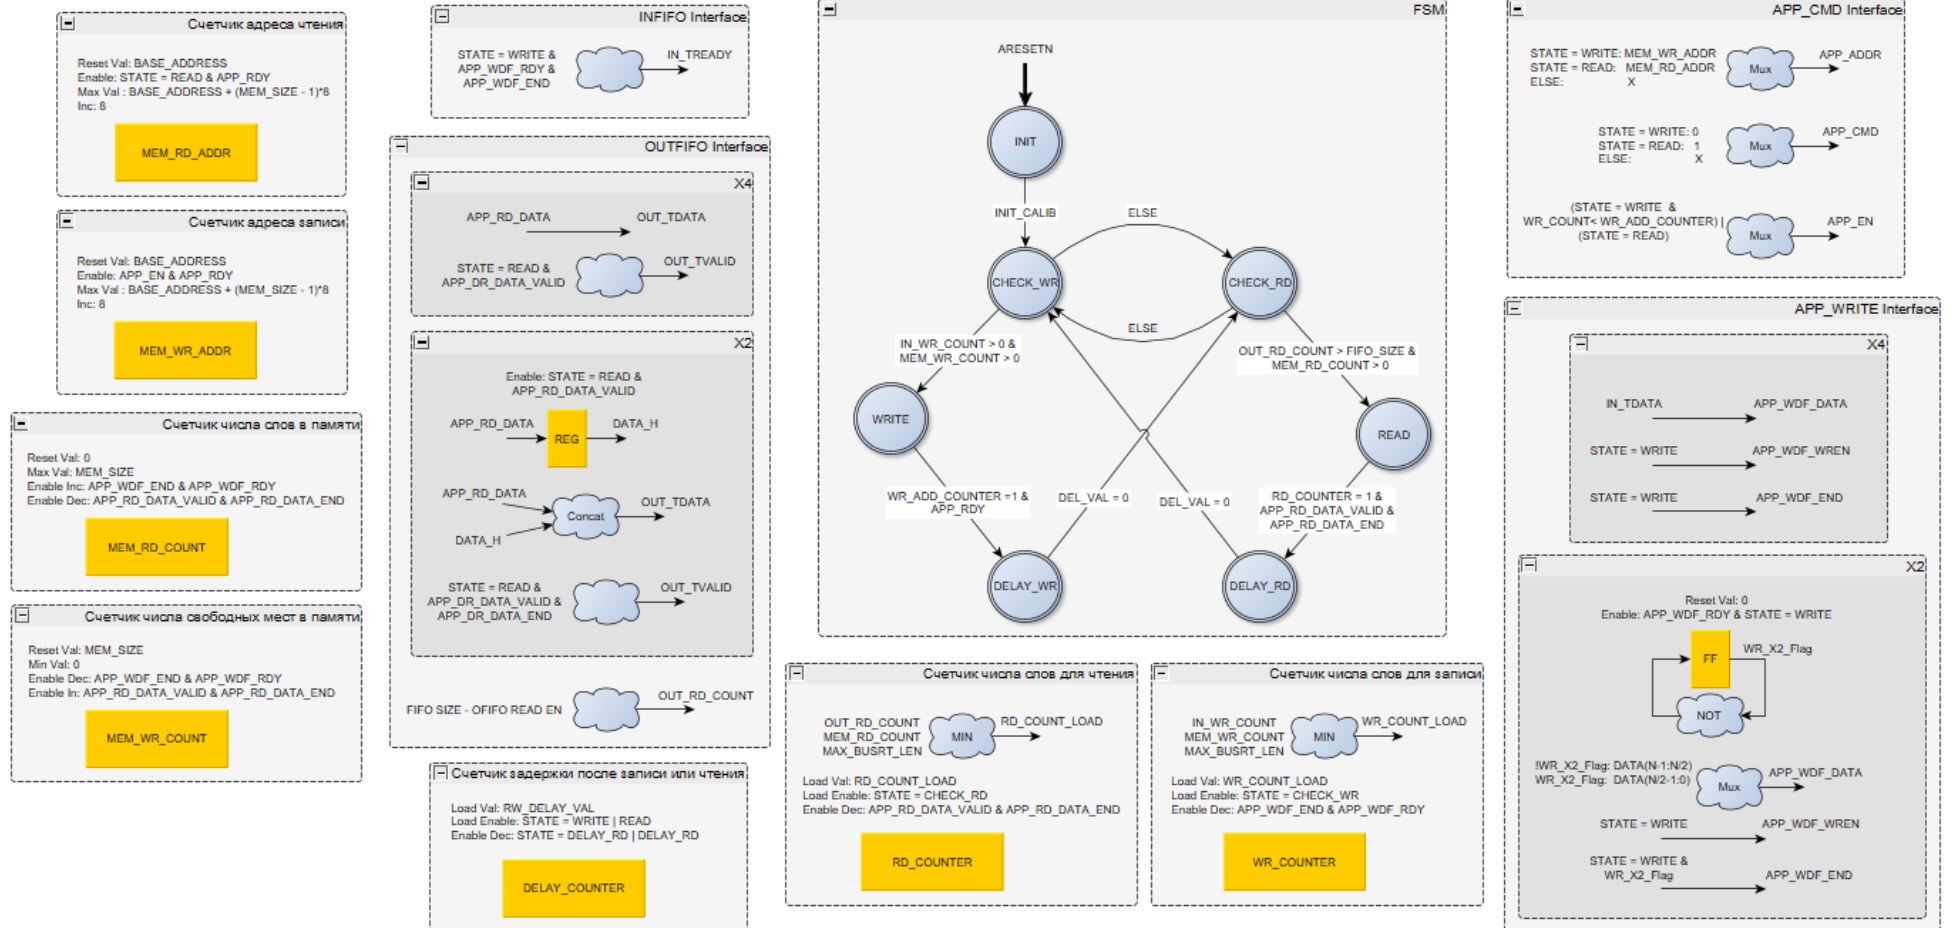 Счетчик адреса чтения
Reset Val: BASE_ADDRESS
Enable: STATE = READ & APP_RDY
Max Val : BASE_ADDRESS + (MEM_SIZE - 1)*8
Inc: 8
MEM_RD_ADDR
Счетчик адреса записи
Reset Val: BASE_ADDRESS
Enable: APP_EN & APP_RDY
Max Val : BASE_ADDRESS + (MEM_SIZE - 1)*8
Inc: 8
MEM_WR_ADDR
Счетчик числа слов в памяти
Reset Val: 0
Max Val: MEM_SIZE
Enable Inc: APP_WDF_END & APP_WDF_RDY
Enable Dec: APP_RD_DATA_VALID & APP_RD_DATA_END
MEM_RD_COUNT
Счетчик числа свободных мест в памяти
Reset Val: MEM_SIZE
Min Val: 0
Enable Dec: APP_WDF_END & APP_WDF_RDY
Enable In: APP_RD_DATA_VALID & APP_RD_DATA_END
MEM_WR_COUNT
INFIFO Interface
STATE = WRITE &
APP_WDF_RDY &
APP_WDF_END
IN_TREADY
OUTFIFO Interface
X4
APP_RD_DATA
OUT_TDATA
STATE = READ &
APP_DR_DATA_VALID
OUT_TVALID
X2
Enable: STATE = READ &
APP_RD_DATA_VALID
APP_RD_DATA
REG
DATA_H
APP_RD_DATA
DATA_H
Concat
OUT_TDATA
STATE = READ &
APP_DR_DATA_VALID &
APP_DR_DATA_END
OUT_TVALID
FIFO SIZE - OFIFO READ EN
OUT_RD_COUNT
Счетчик задержки после записи или чтения
Load Val: RW_DELAY_VAL
Load Enable: STATE = WRITE | READ
Enable Dec: STATE = DELAY_RD | DELAY_RD
DELAY_COUNTER
FSM
ARESETN
INIT
INIT_CALIB
ELSE
CHECK_WR
CHECK_RD
ELSE
IN_WR_COUNT > 0 &
MEM_WR_COUNT > 0
OUT_RD_COUNT > FIFO_SIZE &
MEM_RD_COUNT > 0
WRITE
READ
WR_ADD_COUNTER =1 &
APP_RDY
DEL_VAL = 0
DEL_VAL = 0
RD_COUNTER = 1 &
APP_RD_DATA_VALID &
APP_RD_DATA_END
DELAY_WR
DELAY_RD
Счетчик числа слов для чтения
OUT_RD_COUNT
MEM_RD_COUNT
MAX_BUSRT_LEN
MIN
RD_COUNT_LOAD
Load Val: RD_COUNT_LOAD
Load Enable: STATE = CHECK_RD
Enable Dec: APP_RD_DATA_VALID & APP_RD_DATA_END
RD_COUNTER
Счетчик числа слов для записи
IN_WR_COUNT
MEM_WR_COUNT
MAX_BUSRT_LEN
MIN
WR_COUNT_LOAD
Load Val: WR_COUNT_LOAD
Load Enable: STATE = CHECK_WR
Enable Dec: APP_WDF_END & APP_WDF_RDY
WR_COUNTER
APP_CMD Interface
STATE = WRITE: MEM_WR_ADDR
STATE = READ: MEM_RD_ADDR
ELSE: X
Mux
APP_ADDR
STATE = WRITE: 0
STATE = READ: 1
ELSE: X
Mux
APP_CMD
(STATE = WRITE &
WR_COUNT< WR_ADD_COUNTER) |
(STATE = READ)
Mux
APP_EN
APP_WRITE Interface
X4
IN_TDATA
APP_WDF_DATA
STATE = WRITE
APP_WDF_WREN
STATE = WRITE
APP_WDF_END
X2
Reset Val: 0
Enable: APP_WDF_RDY & STATE = WRITE
FF
WR_X2_Flag
NOT
!WR_X2_Flag: DATA(N-1:N/2)
WR_X2_Flag: DATA(N/2-1:0)
Mux
APP_WDF_DATA
STATE = WRITE
APP_WDF_WREN
STATE = WRITE &
WR_X2_Flag
APP_WDF_END